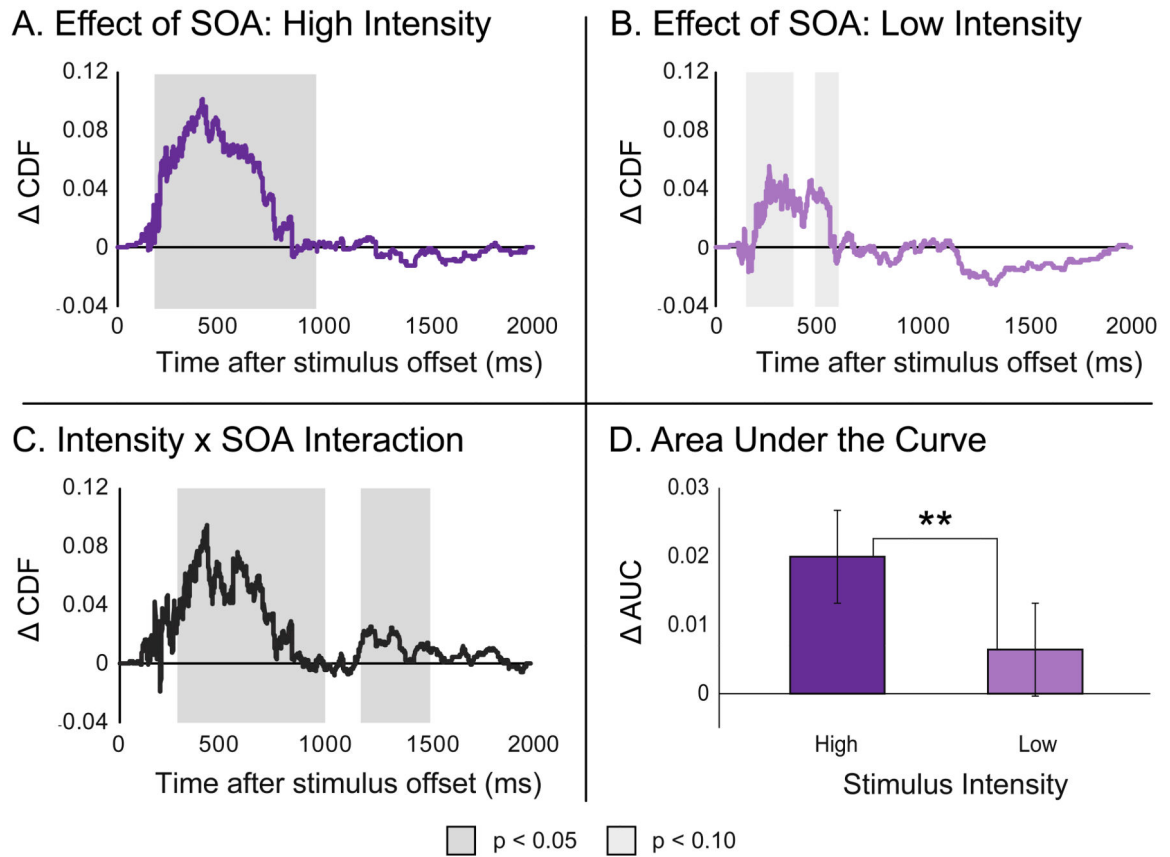 A. Effect of SOA: High Intensity
0.12
0.08
0.04
0
-0.04
Δ CDF
0 500 1000 1500 2000
Time after stimulus offset (ms)
B. Effect of SOA: Low Intensity
0.12
0.08
0.04
0
-0.04
Δ CDF
0 500 1000 1500 2000
Time after stimulus offset (ms)
C. Intensity x SOA Interaction
0.12
0.08
0.04
0
-0.04
Δ CDF
0 500 1000 1500 2000
Time after stimulus offset (ms)
D. Area Under the Curve
0.03
0.02
0.01
0
Δ AUC
**
High Low
Stimulus Intensity
p < 0.05 p < 0.10